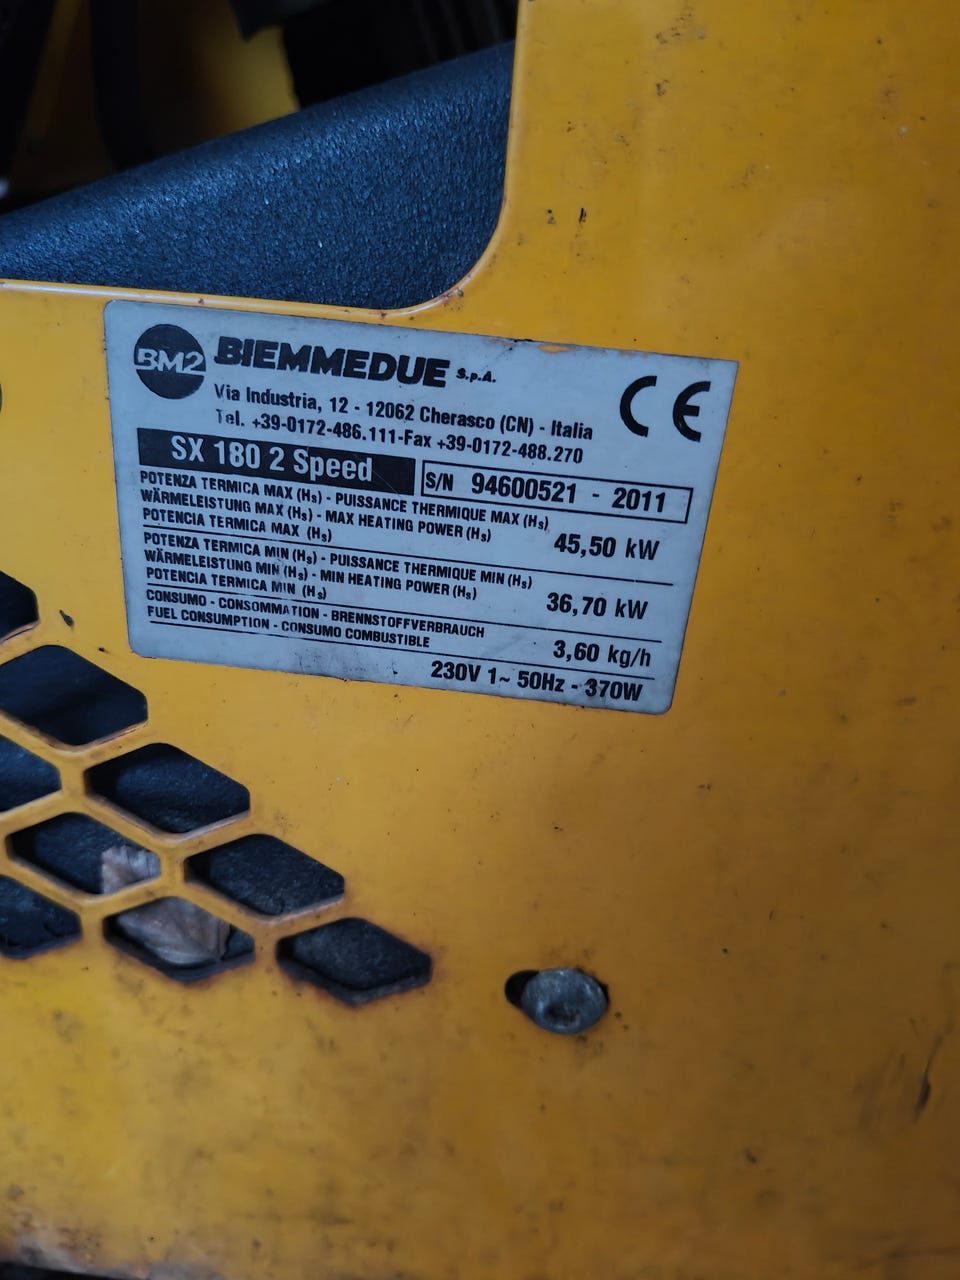 BM2 BIEMMEDUE S.p.A.
Via Industria, 12 - 12062 Cherasco (CN) - Italia
Tel. +39-0172-486.111-Fax +39-0172-488.270
CE
SX 180 2 Speed
S/N 94600521 - 2011
POTENZA TERMICA MAX (Hs) - PUISSANCE THERMIQUE MAX (Hs)
WÄRMELEISTUNG MAX (Hs) - MAX HEATING POWER (Hs)
POTENCIA TERMICA MAX (Hs)
45,50 kW
POTENZA TERMICA MIN (Hs) - PUISSANCE THERMIQUE MIN (Hs)
WÄRMELEISTUNG MIN (Hs) - MIN HEATING POWER (Hs)
POTENCIA TERMICA MIN (Hs)
36,70 kW
CONSUMO - CONSOMMATION - BRENNSTOFFVERBRAUCH
FUEL CONSUMPTION - CONSUMO COMBUSTIBLE
3,60 kg/h
230V 1~ 50Hz - 370W